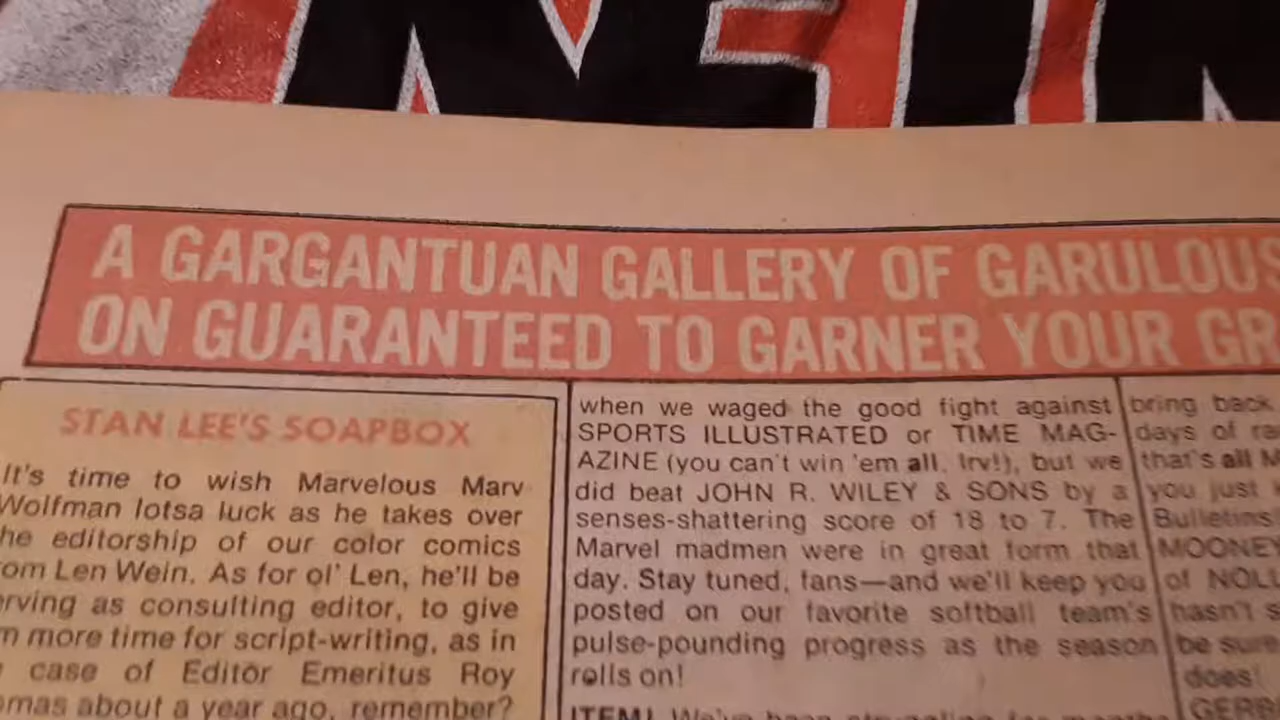 A GARGANTUAN GALLERY OF GARULOUS
ON GUARANTEED TO GARNER YOUR GR
STAN LEE'S SOAPBOX
It's time to wish Marvelous Marv
Wolfman lotsa luck as he takes over
he editorship of our color comics
om Len Wein. As for ol' Len, he'll be
rving as consulting editor, to give
m more time for script-writing, as in
case of Editor Emeritus Roy
omas about a year ago, remember?
when we waged the good fight against
SPORTS ILLUSTRATED or TIME MAG-
AZINE (you can't win 'em all, Irv!), but we
did beat JOHN R. WILEY & SONS by a
senses-shattering score of 18 to 7. The
Marvel madmen were in great form that
day. Stay tuned, fans—and we'll keep you
posted on our favorite softball team's
pulse-pounding progress as the season
rolls on!
ITEM! We've been struggling for
bring back
days of ra
that's all M
you just
Bulletins
MOONEY
of NOL
hasn't s
be sure
does!
GERB